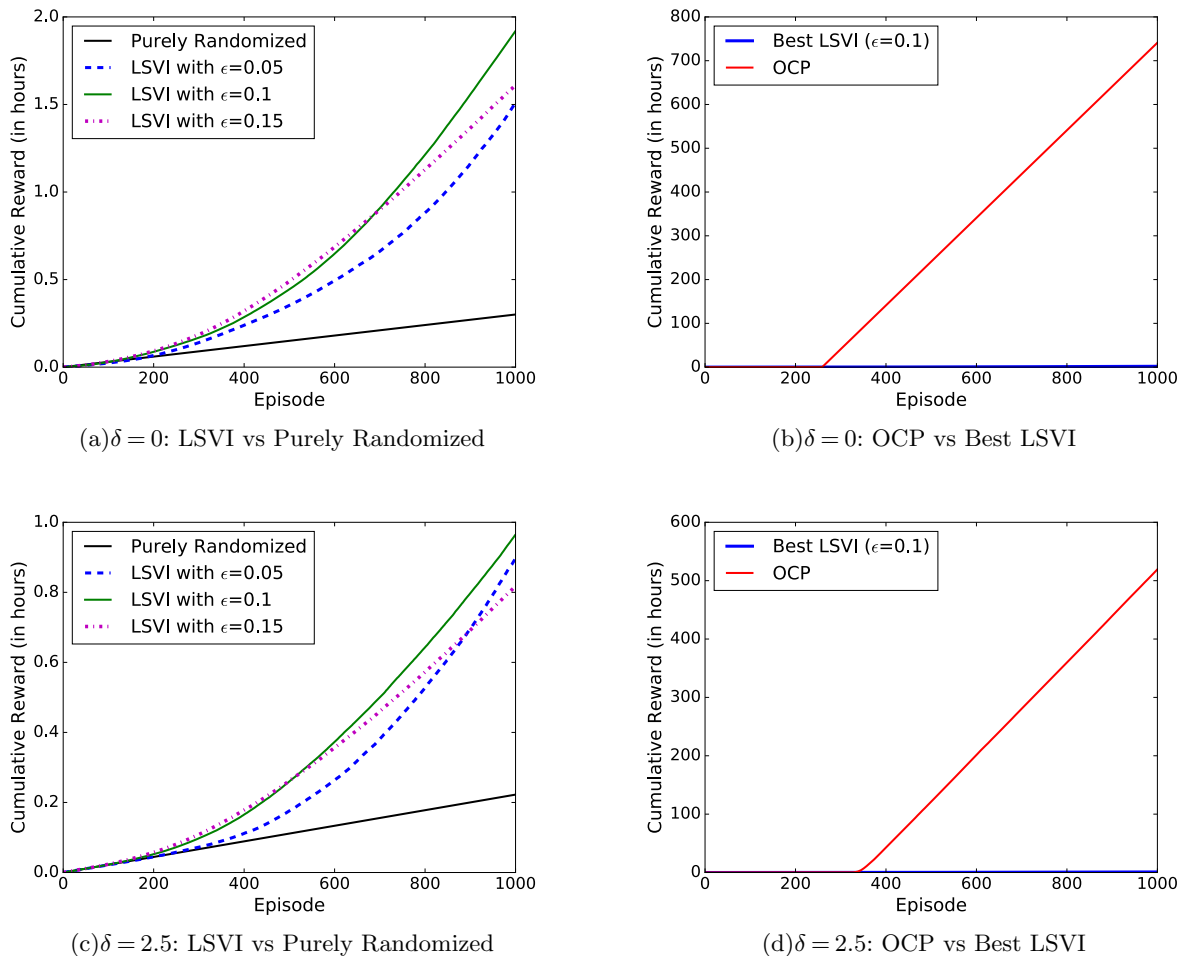 2.0
1.5
1.0
0.5
0.0
Cumulative Reward (in hours)
Purely Randomized
LSVI with ϵ=0.05
LSVI with ϵ=0.1
LSVI with ϵ=0.15
0 200 400 600 800 1000
Episode
(a)δ = 0: LSVI vs Purely Randomized
800
700
600
500
400
300
200
100
0
Cumulative Reward (in hours)
Best LSVI (ϵ=0.1)
OCP
0 200 400 600 800 1000
Episode
(b)δ = 0: OCP vs Best LSVI
1.0
0.8
0.6
0.4
0.2
0.0
Cumulative Reward (in hours)
Purely Randomized
LSVI with ϵ=0.05
LSVI with ϵ=0.1
LSVI with ϵ=0.15
0 200 400 600 800 1000
Episode
(c)δ = 2.5: LSVI vs Purely Randomized
600
500
400
300
200
100
0
Cumulative Reward (in hours)
Best LSVI (ϵ=0.1)
OCP
0 200 400 600 800 1000
Episode
(d)δ = 2.5: OCP vs Best LSVI